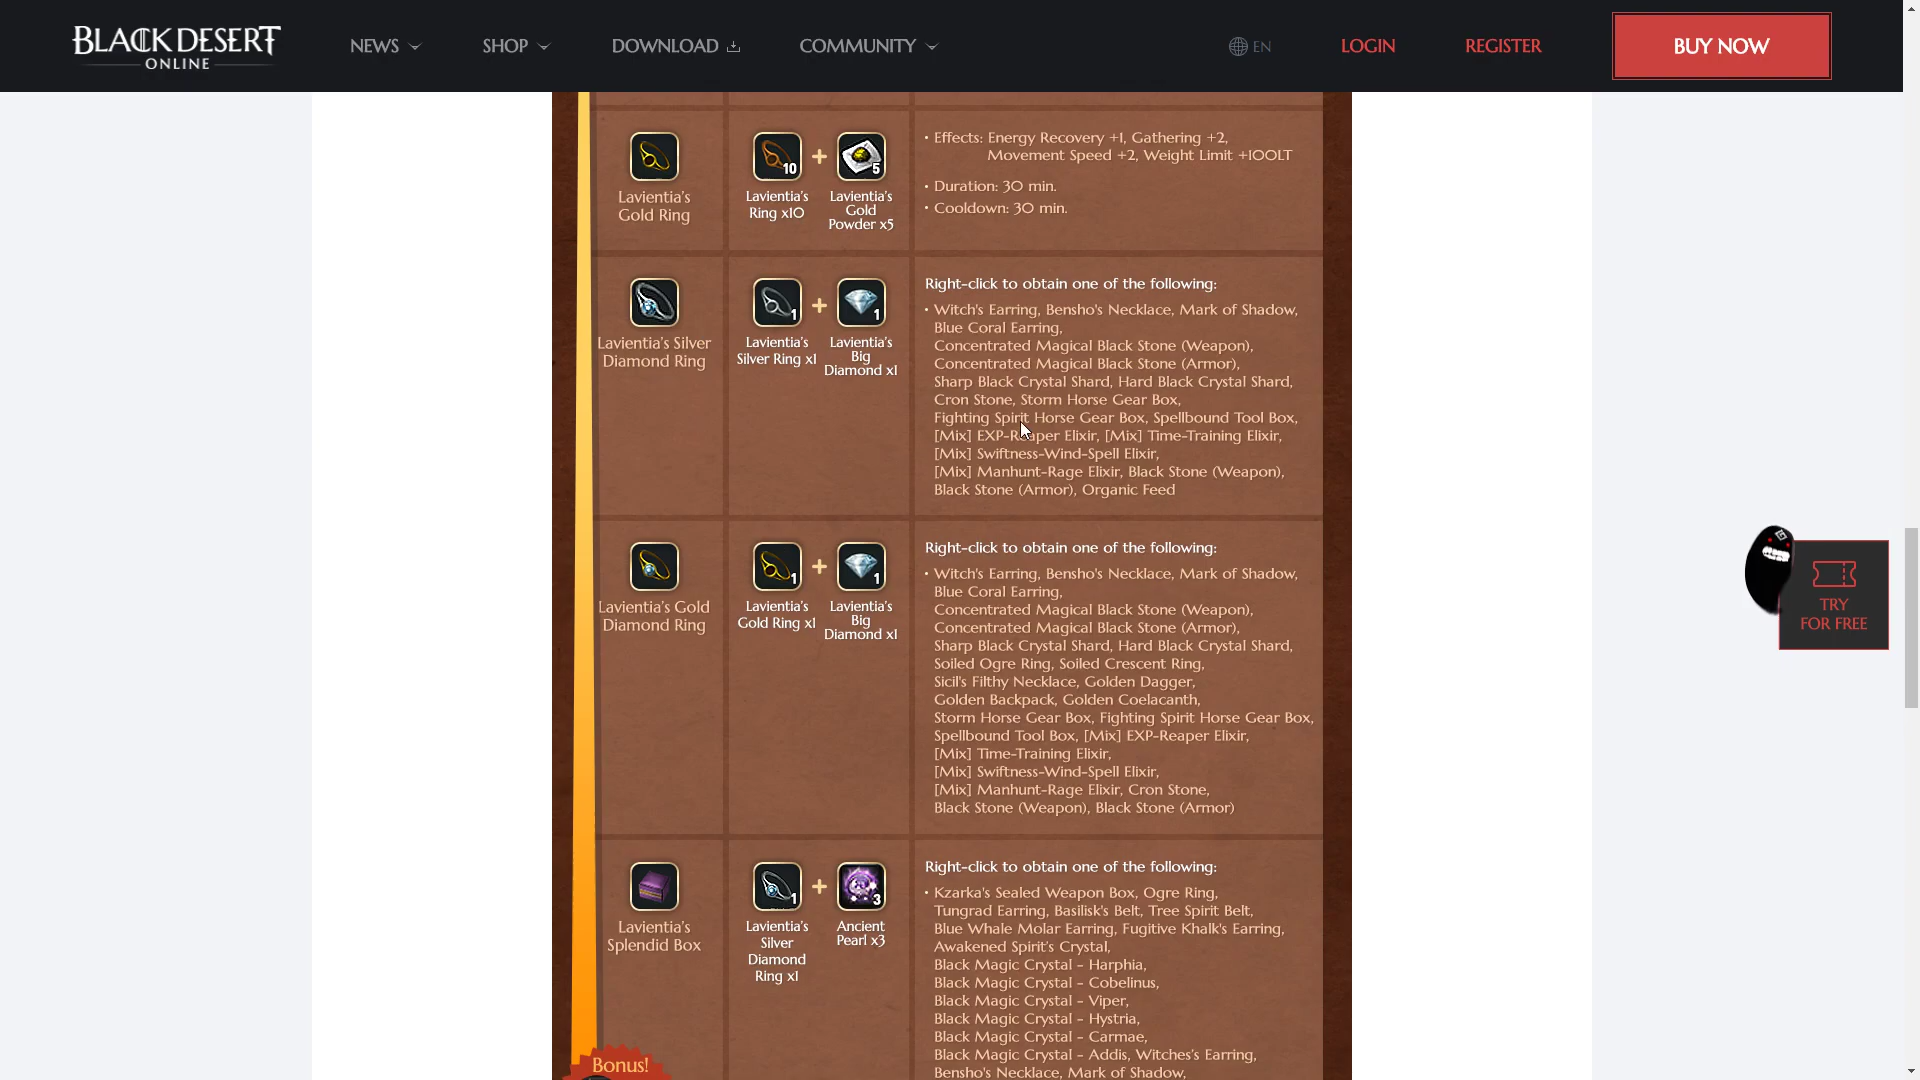 BLACK DESERT
ONLINE
NEWS
SHOP
DOWNLOAD
COMMUNITY
EN
LOGIN
REGISTER
BUY NOW
Lavientia's
Gold Ring
10
5
Lavientia's
Ring x10
Lavientia's
Gold
Powder x5
• Effects: Energy Recovery +1, Gathering +2,
Movement Speed +2, Weight Limit +100LT
• Duration: 30 min.
• Cooldown: 30 min.
Lavientia's Silver
Diamond Ring
1
1
Lavientia's
Silver Ring x1
Lavientia's
Big
Diamond x1
Right-click to obtain one of the following:
• Witch's Earring, Bensho's Necklace, Mark of Shadow,
Blue Coral Earring,
Concentrated Magical Black Stone (Weapon),
Concentrated Magical Black Stone (Armor),
Sharp Black Crystal Shard, Hard Black Crystal Shard,
Cron Stone, Storm Horse Gear Box,
Fighting Spirit Horse Gear Box, Spellbound Tool Box,
[Mix] EXP-Reaper Elixir, [Mix] Time-Training Elixir,
[Mix] Swiftness-Wind-Spell Elixir,
[Mix] Manhunt-Rage Elixir, Black Stone (Weapon),
Black Stone (Armor), Organic Feed
Lavientia's Gold
Diamond Ring
1
1
Lavientia's
Gold Ring x1
Lavientia's
Big
Diamond x1
Right-click to obtain one of the following:
• Witch's Earring, Bensho's Necklace, Mark of Shadow,
Blue Coral Earring,
Concentrated Magical Black Stone (Weapon),
Concentrated Magical Black Stone (Armor),
Sharp Black Crystal Shard, Hard Black Crystal Shard,
Soiled Ogre Ring, Soiled Crescent Ring,
Sicil's Filthy Necklace, Golden Dagger,
Golden Backpack, Golden Coelacanth,
Storm Horse Gear Box, Fighting Spirit Horse Gear Box,
Spellbound Tool Box, [Mix] EXP-Reaper Elixir,
[Mix] Time-Training Elixir,
[Mix] Swiftness-Wind-Spell Elixir,
[Mix] Manhunt-Rage Elixir, Cron Stone,
Black Stone (Weapon), Black Stone (Armor)
TRY
FOR FREE
Lavientia's
Splendid Box
1
3
Lavientia's
Silver
Diamond
Ring x1
Ancient
Pearl x3
Right-click to obtain one of the following:
• Kzarka's Sealed Weapon Box, Ogre Ring,
Tungrad Earring, Basilisk's Belt, Tree Spirit Belt,
Blue Whale Molar Earring, Fugitive Khalk's Earring,
Awakened Spirit's Crystal,
Black Magic Crystal - Harphia,
Black Magic Crystal - Cobelinus,
Black Magic Crystal - Viper,
Black Magic Crystal - Hystria,
Black Magic Crystal - Carmae,
Black Magic Crystal - Addis, Witches's Earring,
Bensho's Necklace, Mark of Shadow,
Bonus!